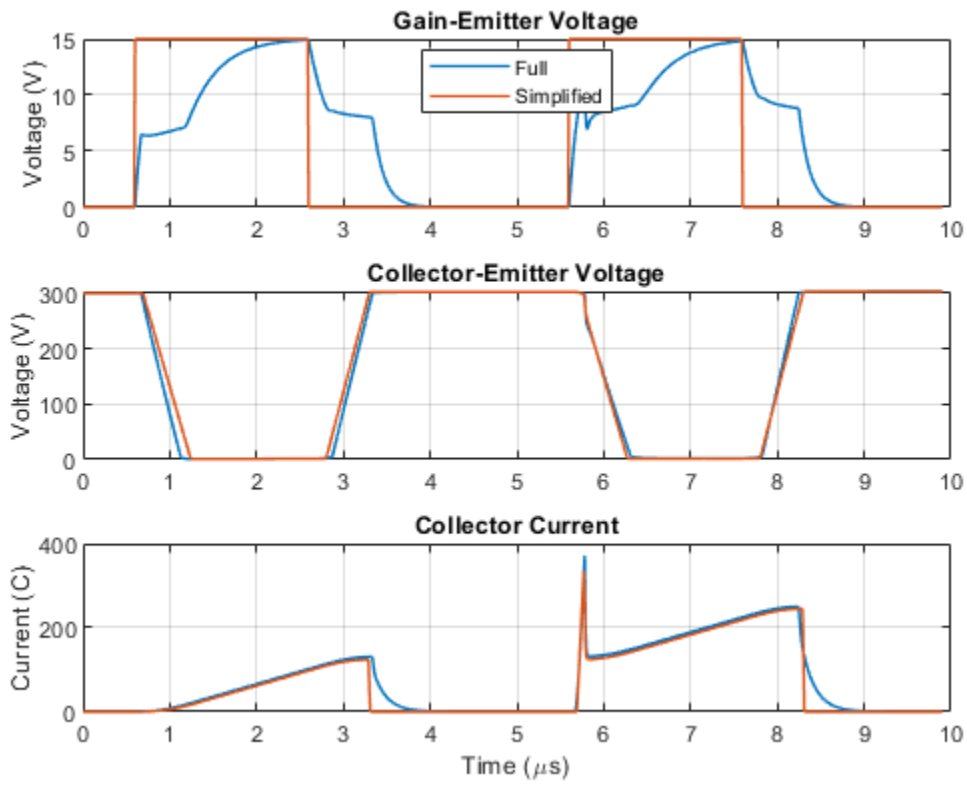 Gain-Emitter Voltage
Voltage (V)
15
10
5
0
Full
Simplified
0 1 2 3 4 5 6 7 8 9 10
Collector-Emitter Voltage
Voltage (V)
300
200
100
0
0 1 2 3 4 5 6 7 8 9 10
Collector Current
Current (C)
400
200
0
0 1 2 3 4 5 6 7 8 9 10
Time (μs)